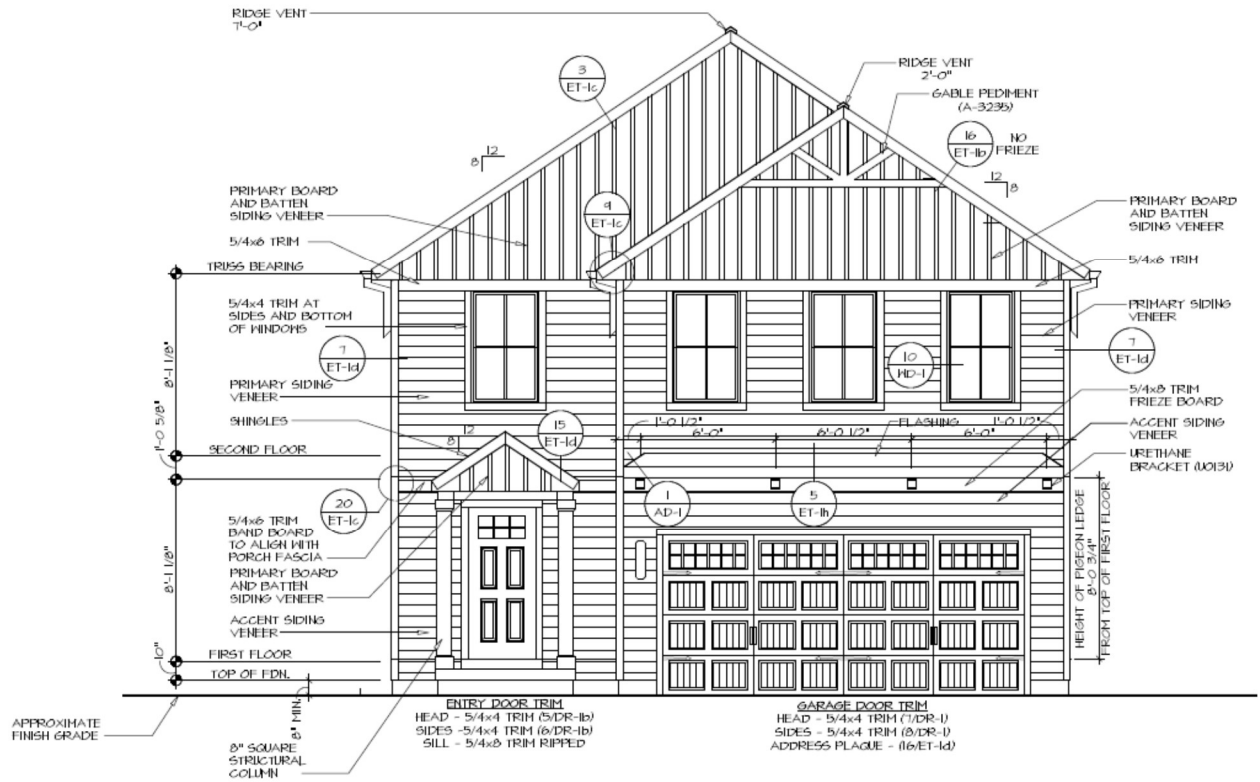 RIDGE VENT
7'-0"
RIDGE VENT
2'-0"
GABLE PEDIMENT
(A-3235)
3
ET-1c
16
ET-1b
NO
FRIEZE
12
8
12
8
9
ET-1c
PRIMARY BOARD
AND BATTEN
SIDING VENEER
PRIMARY BOARD
AND BATTEN
SIDING VENEER
5/4x6 TRIM
5/4x6 TRIM
TRUSS BEARING
5/4x4 TRIM AT
SIDES AND BOTTOM
OF WINDOWS
PRIMARY SIDING
VENEER
7
ET-1d
7
ET-1d
10
WD-1
8'-1 1/8"
PRIMARY SIDING
VENEER
5/4x8 TRIM
FRIEZE BOARD
SHINGLES
12
8
15
ET-1d
1'-0 1/2"
6'-0"
6'-0 1/2"
FLASHING
6'-0"
1'-0 1/2"
ACCENT SIDING
VENEER
1'-0 5/8"
SECOND FLOOR
URETHANE
BRACKET (U0131)
20
ET-1c
1
AD-1
5
ET-1h
5/4x6 TRIM
BAND BOARD
TO ALIGN WITH
PORCH FASCIA
8'-1 1/8"
PRIMARY BOARD
AND BATTEN
SIDING VENEER
HEIGHT OF PIGEON LEDGE
8'-0 3/4"
FROM TOP OF FIRST FLOOR
ACCENT SIDING
VENEER
FIRST FLOOR
10"
TOP OF FDN.
8" MIN.
APPROXIMATE
FINISH GRADE
8" SQUARE
STRUCTURAL
COLUMN
ENTRY DOOR TRIM
HEAD - 5/4x4 TRIM (5/DR-1b)
SIDES -5/4x4 TRIM (6/DR-1b)
SILL - 5/4x8 TRIM RIPPED
GARAGE DOOR TRIM
HEAD - 5/4x4 TRIM (7/DR-1)
SIDES - 5/4x4 TRIM (8/DR-1)
ADDRESS PLAQUE - (16/ET-1d)